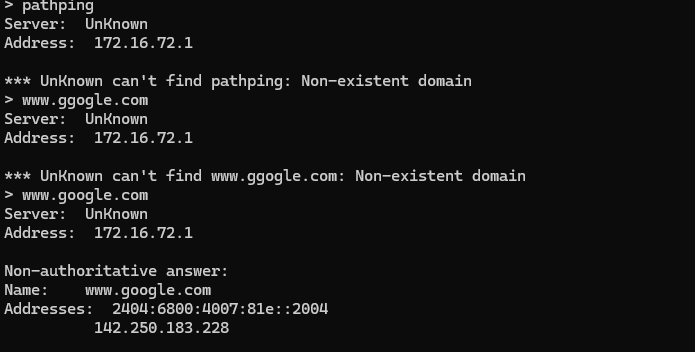 > pathping
Server:  UnKnown
Address:  172.16.72.1

*** UnKnown can't find pathping: Non-existent domain
> www.ggogle.com
Server:  UnKnown
Address:  172.16.72.1

*** UnKnown can't find www.ggogle.com: Non-existent domain
> www.google.com
Server:  UnKnown
Address:  172.16.72.1

Non-authoritative answer:
Name:    www.google.com
Addresses:  2404:6800:4007:81e::2004
          142.250.183.228